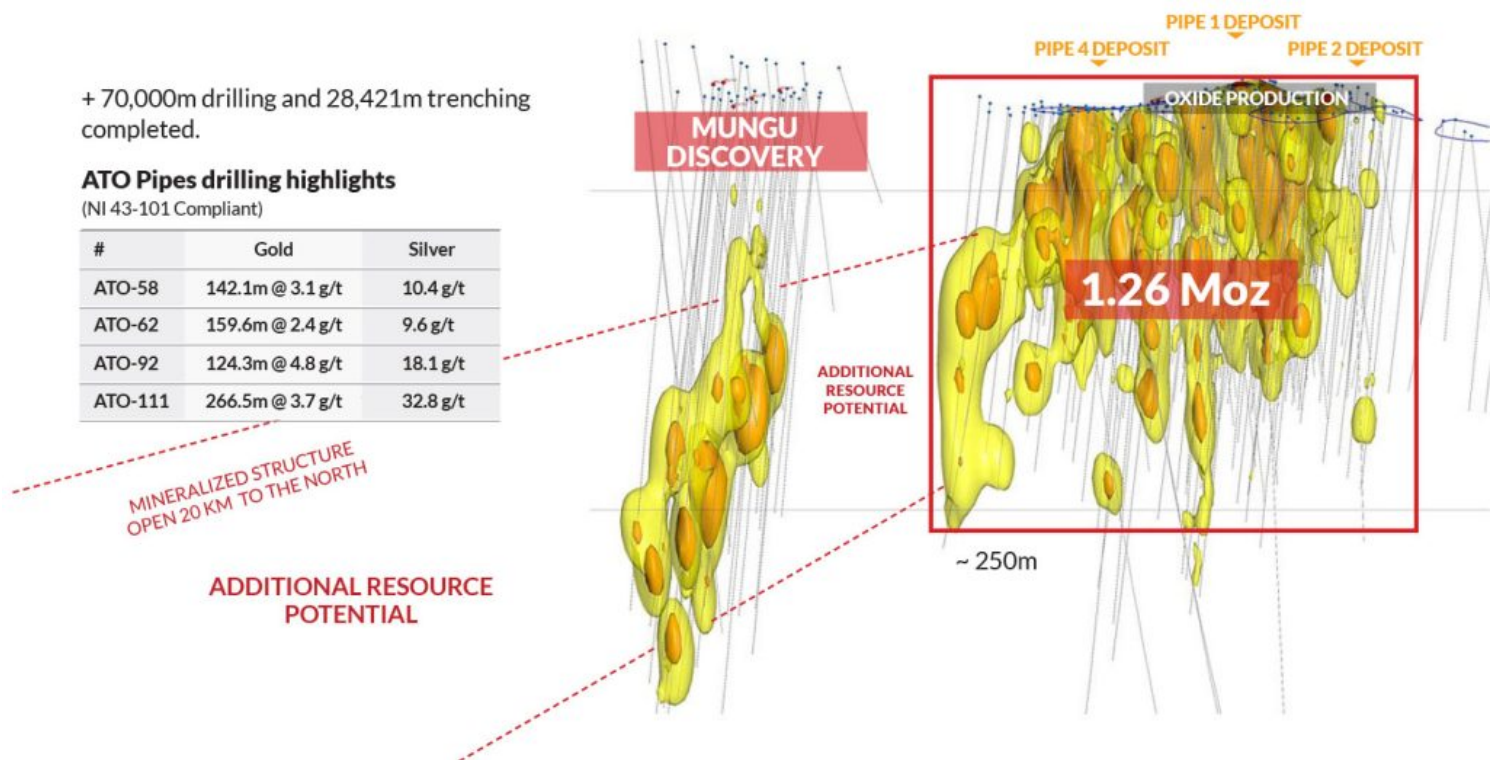 + 70,000m drilling and 28,421m trenching
completed.
ATO Pipes drilling highlights
(NI 43-101 Compliant)
# Gold Silver
ATO-58 142.1m @ 3.1 g/t 10.4 g/t
ATO-62 159.6m @ 2.4 g/t 9.6 g/t
ATO-92 124.3m @ 4.8 g/t 18.1 g/t
ATO-111 266.5m @ 3.7 g/t 32.8 g/t
MINERALIZED STRUCTURE
OPEN 20 KM TO THE NORTH
ADDITIONAL RESOURCE
POTENTIAL
MUNGU
DISCOVERY
ADDITIONAL
RESOURCE
POTENTIAL
PIPE 1 DEPOSIT
PIPE 4 DEPOSIT
PIPE 2 DEPOSIT
OXIDE PRODUCTION
1.26 Moz
~ 250m